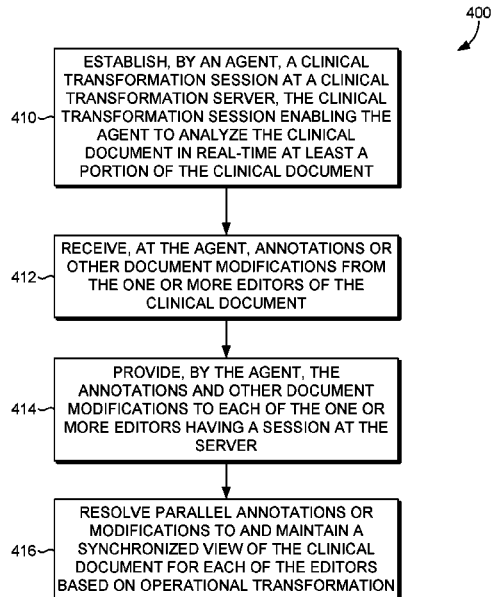 400
410
ESTABLISH, BY AN AGENT, A CLINICAL
TRANSFORMATION SESSION AT A CLINICAL
TRANSFORMATION SERVER, THE CLINICAL
TRANSFORMATION SESSION ENABLING THE
AGENT TO ANALYZE THE CLINICAL
DOCUMENT IN REAL-TIME AT LEAST A
PORTION OF THE CLINICAL DOCUMENT
412
RECEIVE, AT THE AGENT, ANNOTATIONS OR
OTHER DOCUMENT MODIFICATIONS FROM
THE ONE OR MORE EDITORS OF THE
CLINICAL DOCUMENT
414
PROVIDE, BY THE AGENT, THE
ANNOTATIONS AND OTHER DOCUMENT
MODIFICATIONS TO EACH OF THE ONE OR
MORE EDITORS HAVING A SESSION AT THE
SERVER
416
RESOLVE PARALLEL ANNOTATIONS OR
MODIFICATIONS TO AND MAINTAIN A
SYNCHRONIZED VIEW OF THE CLINICAL
DOCUMENT FOR EACH OF THE EDITORS
BASED ON OPERATIONAL TRANSFORMATION